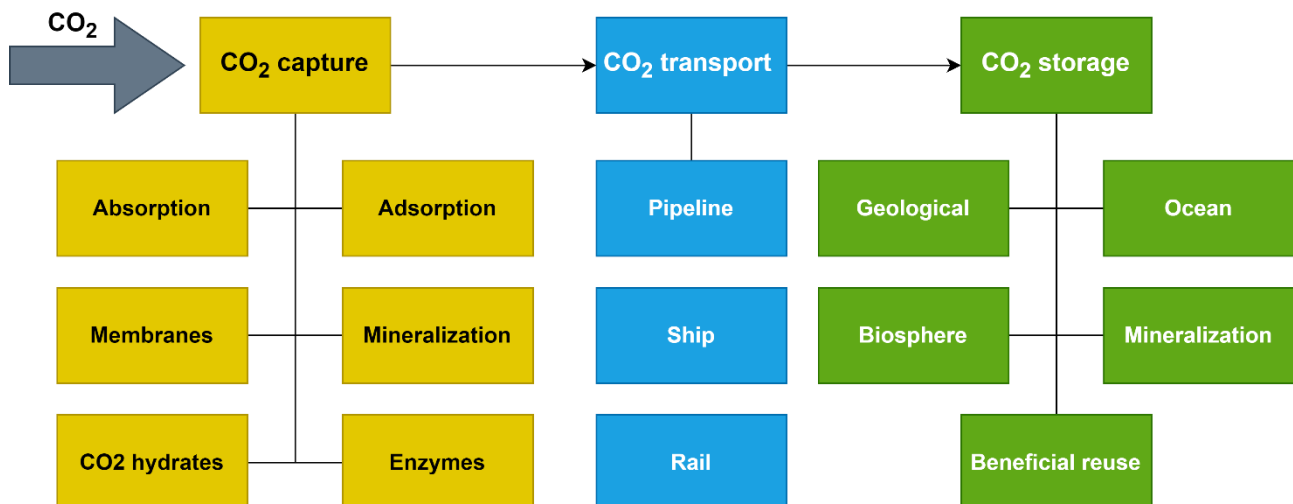 CO₂
CO₂ capture
CO₂ transport
CO₂ storage
Absorption
Adsorption
Pipeline
Geological
Ocean
Membranes
Mineralization
Ship
Biosphere
Mineralization
CO2 hydrates
Enzymes
Rail
Beneficial reuse